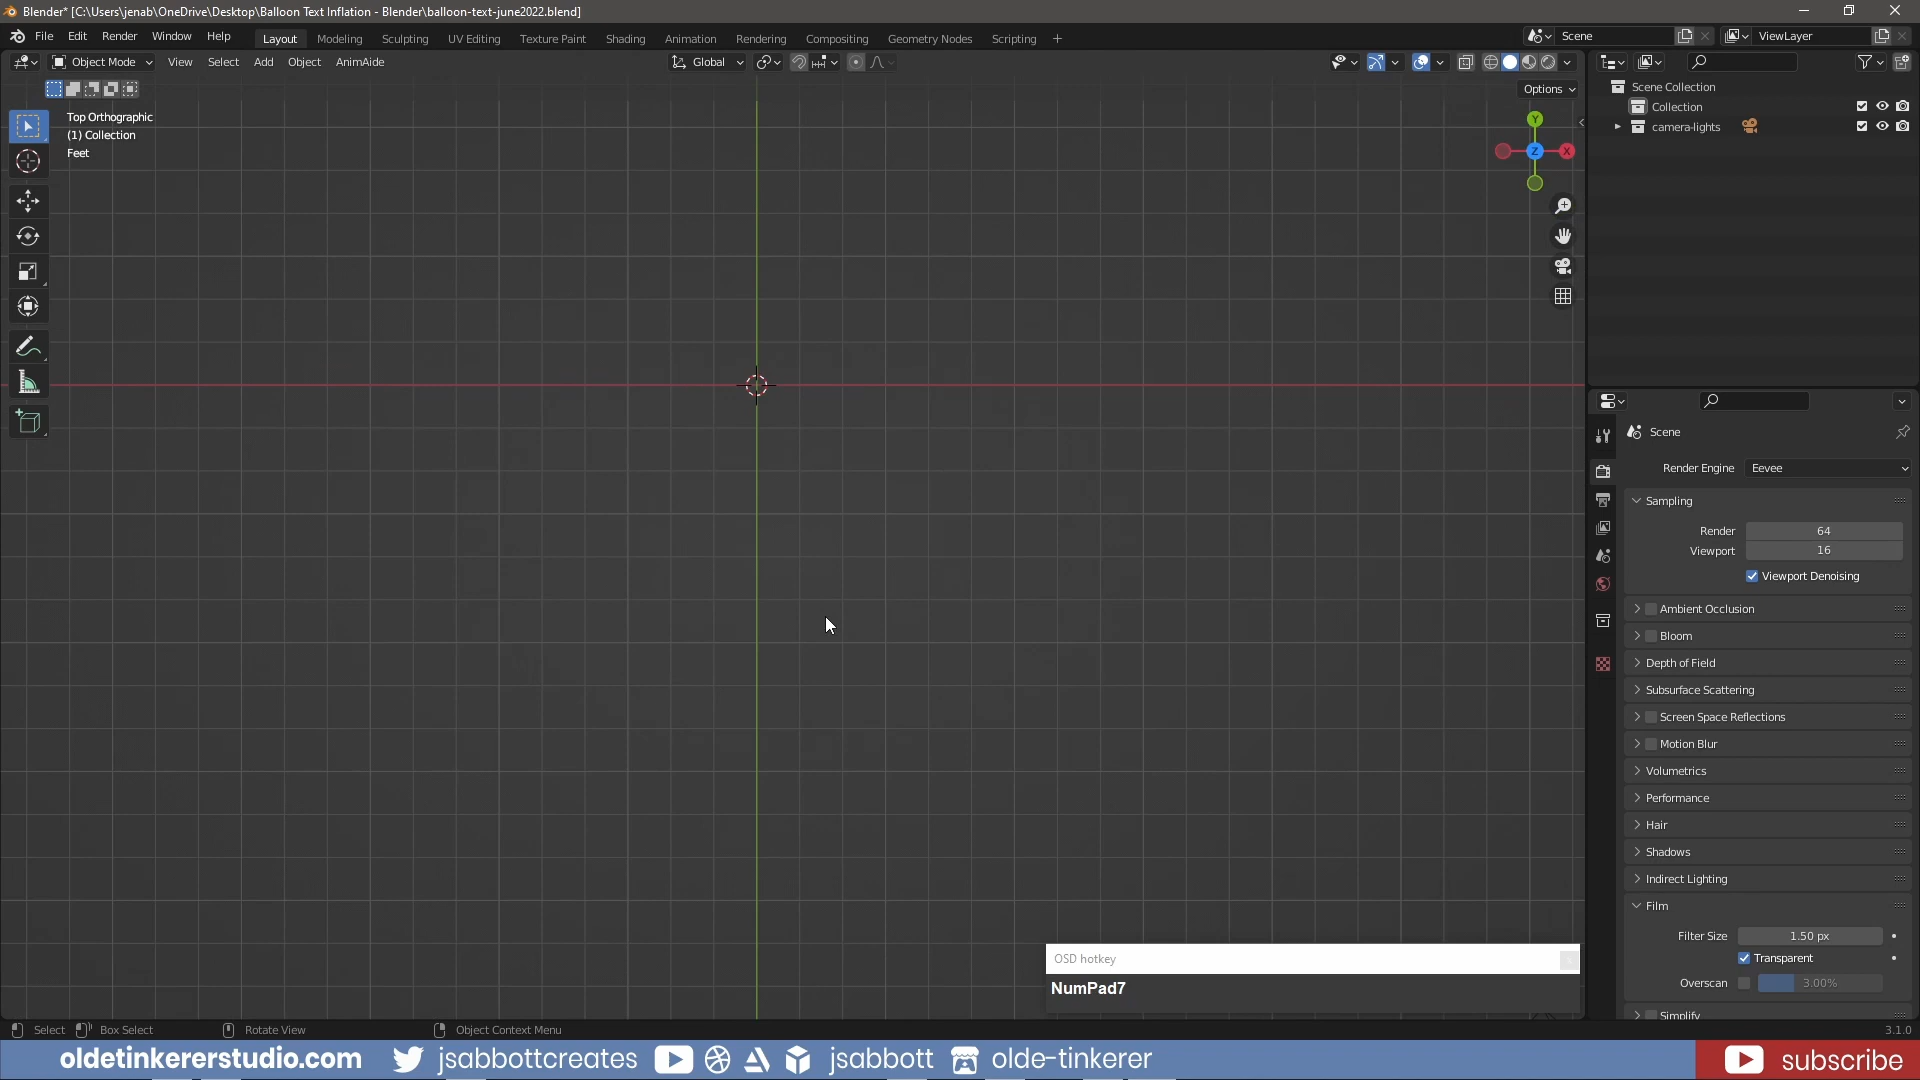 Blender* [C:\Users\jenab\OneDrive\Desktop\Balloon Text Inflation - Blender\balloon-text-june2022.blend]
File Edit Render Window Help Layout Modeling Sculpting UV Editing Texture Paint Shading Animation Rendering Compositing Geometry Nodes Scripting + Scene ViewLayer
Object Mode View Select Add Object AnimAide Global
Options
Top Orthographic
(1) Collection
Feet
Y
Z X
Scene Collection
Collection
camera-lights
Scene
Render Engine Eevee
Sampling
Render 64
Viewport 16
Viewport Denoising
Ambient Occlusion
Bloom
Depth of Field
Subsurface Scattering
Screen Space Reflections
Motion Blur
Volumetrics
Performance
Hair
Shadows
Indirect Lighting
Film
Filter Size 1.50 px
Transparent
Overscan 3.00%
Simplify
OSD hotkey
NumPad7
Select Box Select Rotate View Object Context Menu 3.1.0
oldetinkererstudio.com jsabbottcreates jsabbott olde-tinkerer subscribe